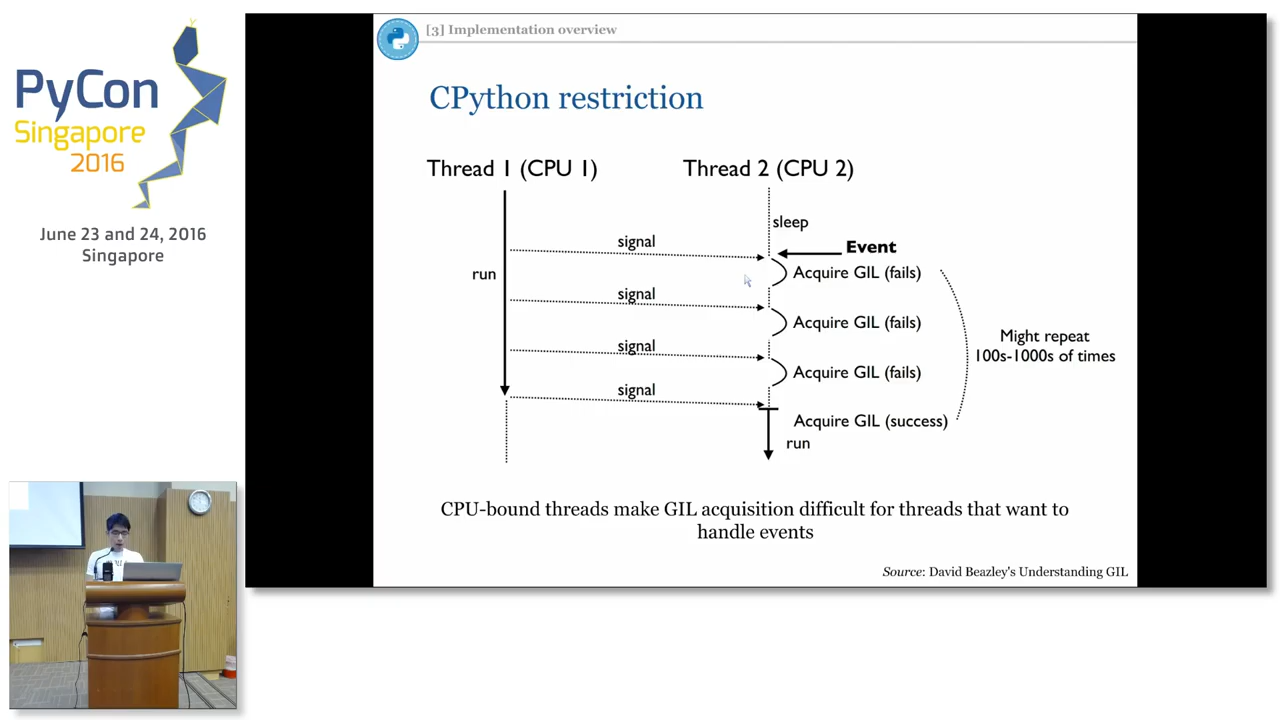 PyCon
Singapore
2016
June 23 and 24, 2016
Singapore
[3] Implementation overview
CPython restriction
Thread 1 (CPU 1)
Thread 2 (CPU 2)
sleep
signal
Event
run
Acquire GIL (fails)
signal
Acquire GIL (fails)
Might repeat
100s-1000s of times
signal
Acquire GIL (fails)
signal
Acquire GIL (success)
run
CPU-bound threads make GIL acquisition difficult for threads that want to
handle events
Source: David Beazley's Understanding GIL